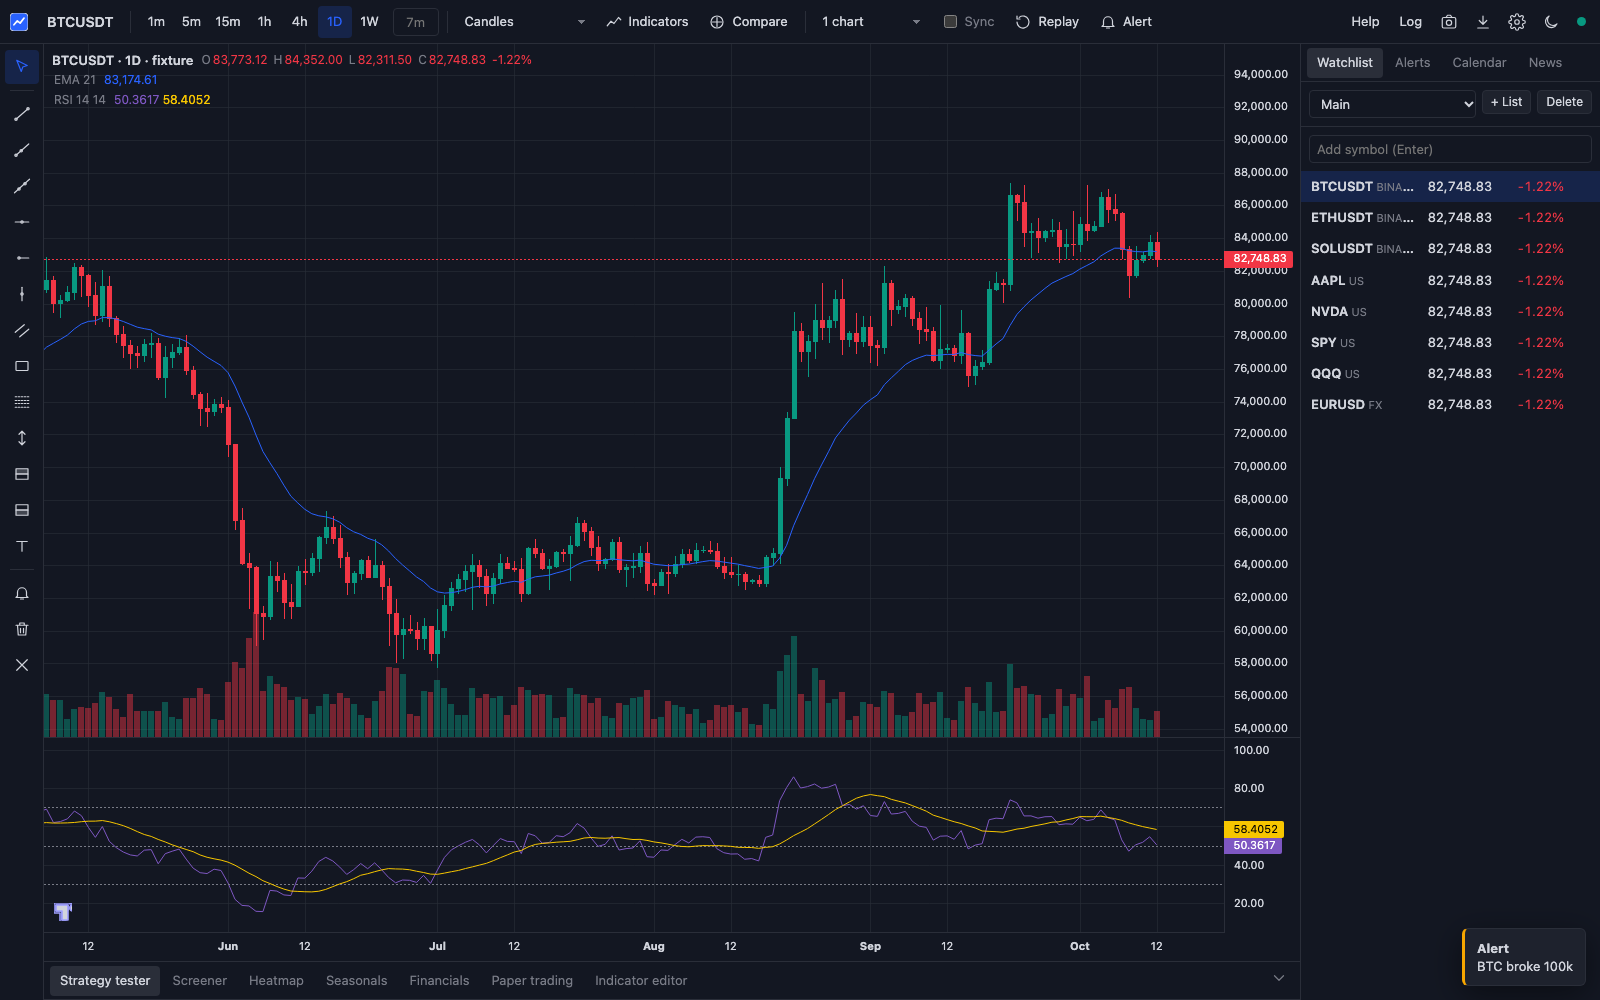 BTCUSDT 1m 5m 15m 1h 4h 1D 1W 7m Candles Indicators Compare 1 chart Sync Replay Alert Help Log
BTCUSDT · 1D · fixture O83,773.12 H84,352.00 L82,311.50 C82,748.83 -1.22%
EMA 21 83,174.61
RSI 14 14 50.3617 58.4052
94,000.00
92,000.00
90,000.00
88,000.00
86,000.00
84,000.00
82,748.83
82,000.00
80,000.00
78,000.00
76,000.00
74,000.00
72,000.00
70,000.00
68,000.00
66,000.00
64,000.00
62,000.00
60,000.00
58,000.00
56,000.00
54,000.00
100.00
80.00
58.4052
50.3617
40.00
20.00
12 Jun 12 Jul 12 Aug 12 Sep 12 Oct 12
Strategy tester Screener Heatmap Seasonals Financials Paper trading Indicator editor
Watchlist Alerts Calendar News
Main + List Delete
Add symbol (Enter)
BTCUSDT BINA... 82,748.83 -1.22%
ETHUSDT BINA... 82,748.83 -1.22%
SOLUSDT BINA... 82,748.83 -1.22%
AAPL US 82,748.83 -1.22%
NVDA US 82,748.83 -1.22%
SPY US 82,748.83 -1.22%
QQQ US 82,748.83 -1.22%
EURUSD FX 82,748.83 -1.22%
Alert
BTC broke 100k